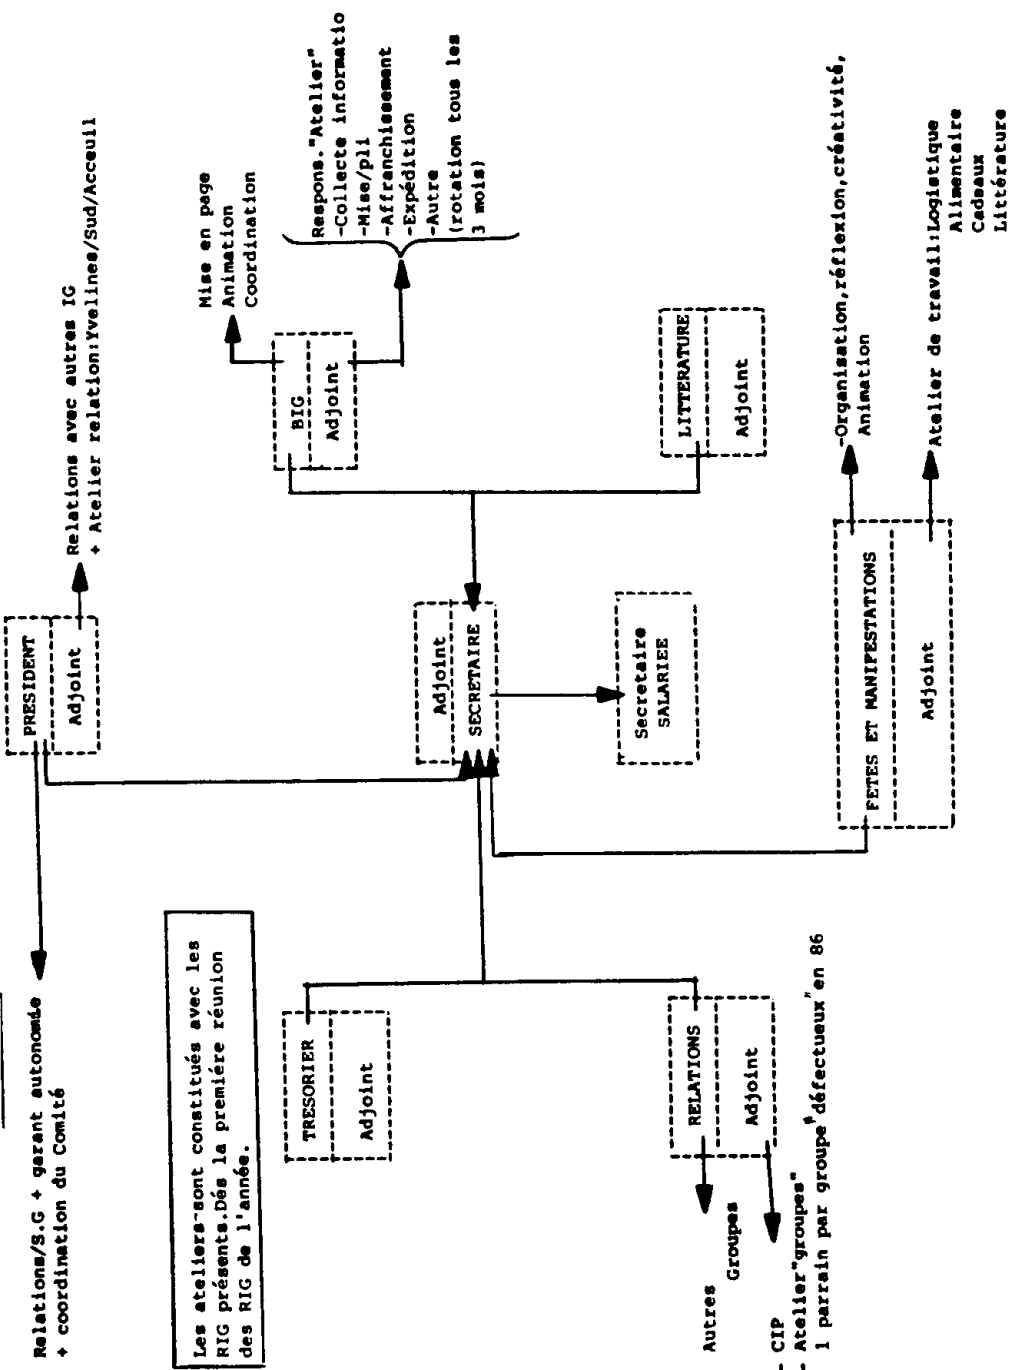 Relations/S.G + garant autonomie
+ coordination du Comité
PRESIDENT
Adjoint
Relations avec autres IG
+ Atelier relation:Yvelines/Sud/Acceuil
Les ateliers-sont constitués avec les
RIG présents.Dés la premiére réunion
des RIG de l'année.
Mise en page
Animation
Coordination
BIG
Adjoint
Respons."Atelier"
-Collecte informatio
-Mise/pli
-Affranchissement
-Expédition
-Autre
(rotation tous les
3 mois)
TRESORIER
Adjoint
Adjoint
SECRETAIRE
Secretaire
SALARIEE
LITTERATURE
Adjoint
RELATIONS
Adjoint
Autres
Groupes
- CIP
- Atelier"groupes"
1 parrain par groupe"défectueux"en 86
FETES ET MANIFESTATIONS
Adjoint
-Organisation,réflexion,créativité,
Animation
Atelier de travail:Logistique
Alimentaire
Cadeaux
Littérature